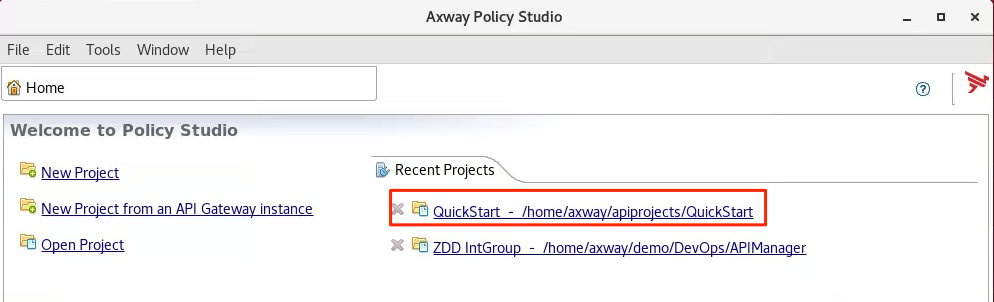 Axway Policy Studio
File Edit Tools Window Help
Home
Welcome to Policy Studio
New Project
New Project from an API Gateway instance
Open Project
Recent Projects
QuickStart - /home/axway/apiprojects/QuickStart
ZDD IntGroup - /home/axway/demo/DevOps/APIManager